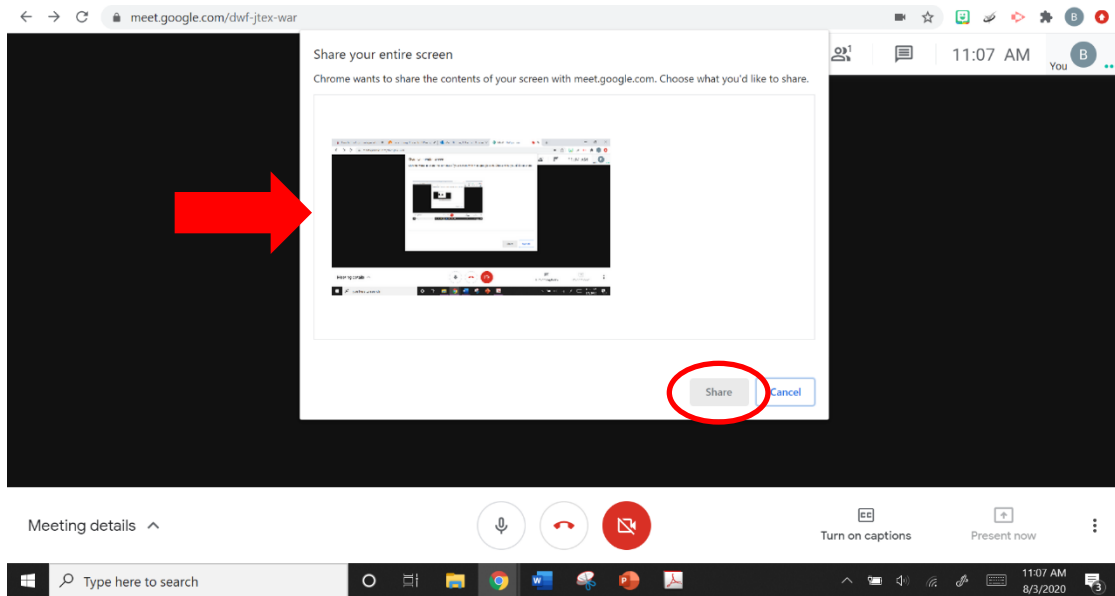 meet.google.com/dwf-jtex-war
B
Share your entire screen
Chrome wants to share the contents of your screen with meet.google.com. Choose what you'd like to share.
1
11:07 AM
You
B
Share
Cancel
Meeting details
CC
Turn on captions
Present now
Type here to search
11:07 AM
8/3/2020
3